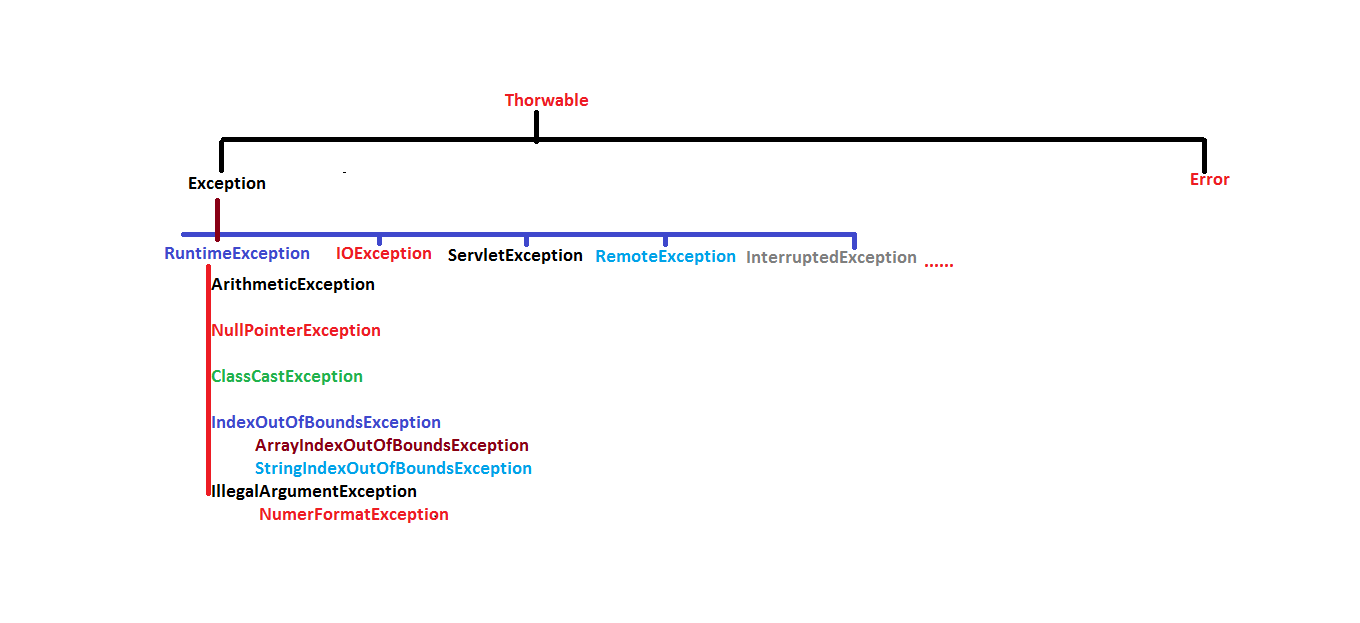 Thorwable
Exception
Error
RuntimeException IOException ServletException RemoteException InterruptedException ......
ArithmeticException
NullPointerException
ClassCastException
IndexOutOfBoundsException
ArrayIndexOutOfBoundsException
StringIndexOutOfBoundsException
IllegalArgumentException
NumerFormatException